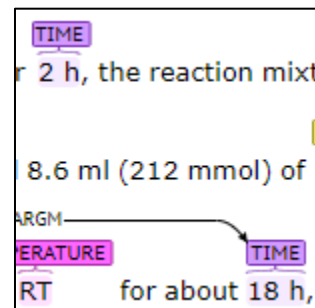 TIME
r 2 h, the reaction mixt
8.6 ml (212 mmol) of
ARGM
ERATURE TIME
RT for about 18 h,